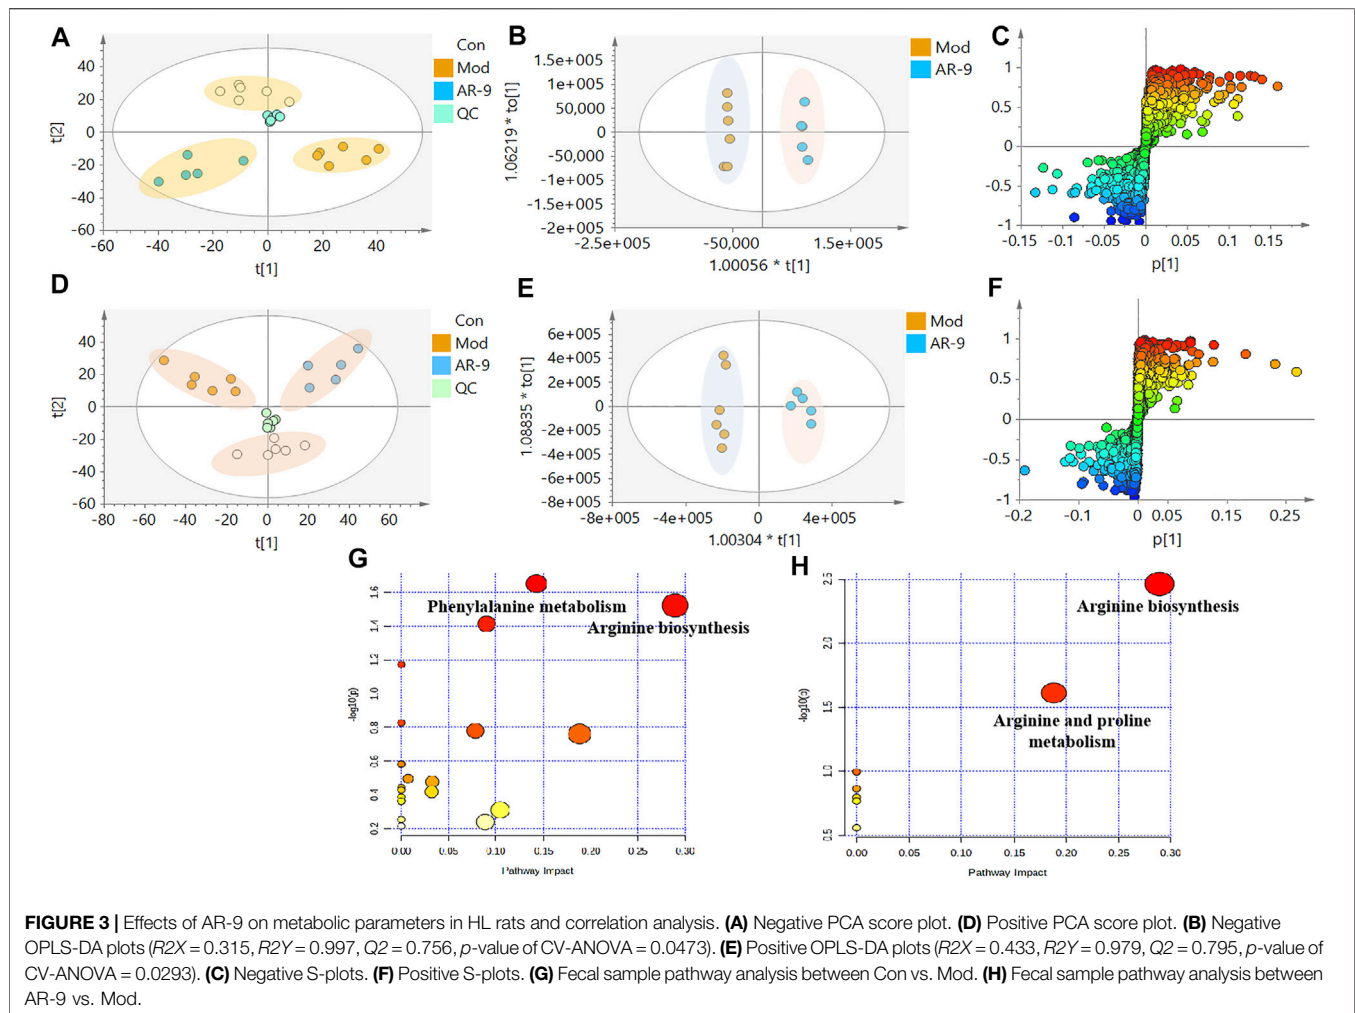 A
t[2]
40
20
0
-20
-40
-60
-60
-40
-20
0
20
40
t[1]
Con
Mod
AR-9
QC
B
1.06219 * to[1]
1.5e+005
1e+005
50,000
0
-50,000
-1e+005
-1.5e+005
-2e+005
-2.5e+005
-50,000
1.5e+005
1.00056 * t[1]
Mod
AR-9
C
1
0.5
0
-0.5
-1
-0.15
-0.05
0
0.05
0.15
p[1]
D
t[2]
40
20
0
-20
-40
-60
-80
-60
-40
-20
0
20
40
60
t[1]
Con
Mod
AR-9
QC
E
1.08835 * to[1]
6e+005
4e+005
2e+005
0
-2e+005
-4e+005
-6e+005
-8e+005
-8e+005
-4e+005
0
4e+005
1.00304 * t[1]
Mod
AR-9
F
1
0.5
0
-0.5
-1
-0.2
-0.1
0
0.05
0.15
0.25
p[1]
G
-log10(p)
1.6
1.4
1.2
1.0
0.8
0.6
0.4
0.2
Phenylalanine metabolism
Arginine biosynthesis
0.00
0.05
0.10
0.15
0.20
0.25
0.30
Pathway Impact
H
-log10(p)
2.5
2.0
1.5
1.0
0.5
Arginine biosynthesis
Arginine and proline
metabolism
0.00
0.05
0.10
0.15
0.20
0.25
0.30
Pathway Impact
FIGURE 3 | Effects of AR-9 on metabolic parameters in HL rats and correlation analysis. (A) Negative PCA score plot. (D) Positive PCA score plot. (B) Negative
OPLS-DA plots (R2X = 0.315, R2Y = 0.997, Q2 = 0.756, p-value of CV-ANOVA = 0.0473). (E) Positive OPLS-DA plots (R2X = 0.433, R2Y = 0.979, Q2 = 0.795, p-value of
CV-ANOVA = 0.0293). (C) Negative S-plots. (F) Positive S-plots. (G) Fecal sample pathway analysis between Con vs. Mod. (H) Fecal sample pathway analysis between
AR-9 vs. Mod.